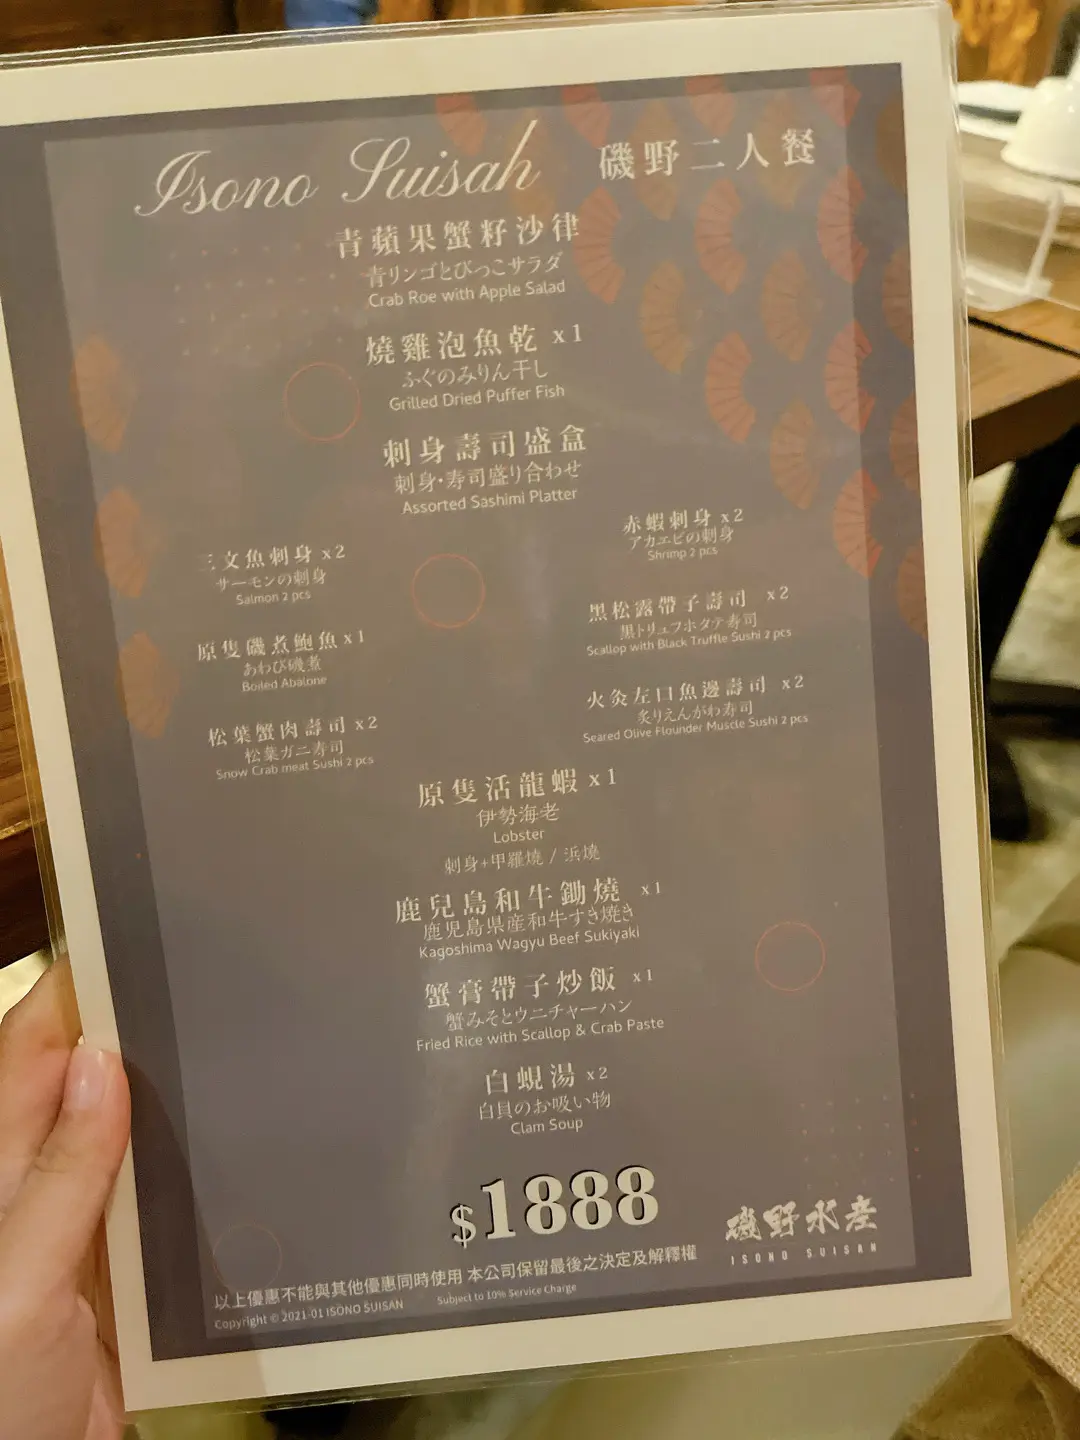 Isono Suisah 磯野二人餐
青蘋果蟹籽沙律
青リンゴとびっこサラダ
Crab Roe with Apple Salad
燒雞泡魚乾 x1
ふぐのみりん干し
Grilled Dried Puffer Fish
刺身壽司盛盒
刺身・寿司盛り合わせ
Assorted Sashimi Platter
三文魚刺身 x2
サーモンの刺身
Salmon 2 pcs
原隻磯煮鮑魚 x1
あわび磯煮
Boiled Abalone
松葉蟹肉壽司 x2
松葉ガニ寿司
Snow Crab meat Sushi 2 pcs
赤蝦刺身 x2
アカエビの刺身
Shrimp 2 pcs
黑松露帶子壽司 x2
黒トリュフホタテ寿司
Scallop with Black Truffle Sushi 2 pcs
火灸左口魚邊壽司 x2
炙りえんがわ寿司
Seared Olive Flounder Muscle Sushi 2 pcs
原隻活龍蝦 x1
伊勢海老
Lobster
刺身+甲羅燒 / 浜燒
鹿兒島和牛鋤燒 x1
鹿児島県産和牛すき焼き
Kagoshima Wagyu Beef Sukiyaki
蟹膏帶子炒飯 x1
蟹みそとウニチャーハン
Fried Rice with Scallop & Crab Paste
白蜆湯 x2
白貝のお吸い物
Clam Soup
$1888
磯野水産
ISONO SUISAN
以上優惠不能與其他優惠同時使用 本公司保留最後之決定及解釋權
Copyright © 2021-01 ISONO SUISAN Subject to 10% Service Charge